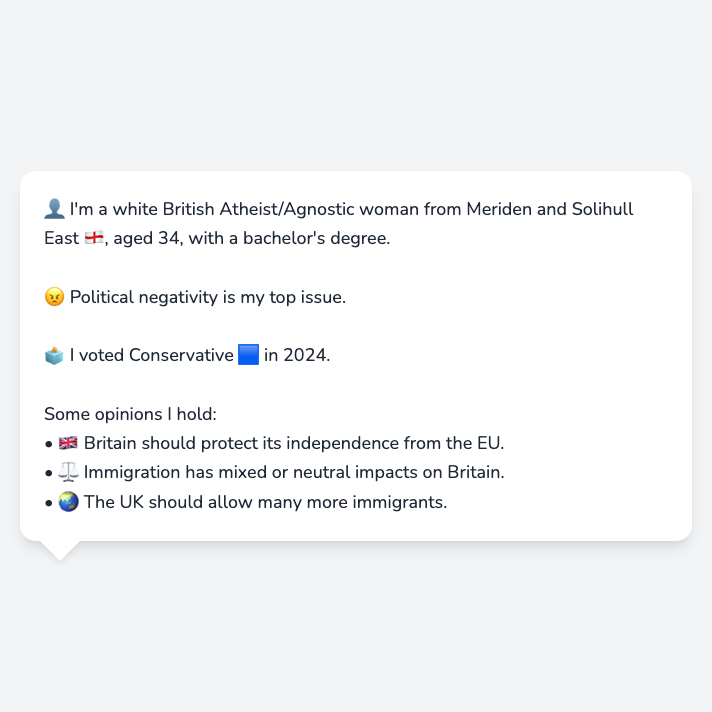 👤 I'm a white British Atheist/Agnostic woman from Meriden and Solihull
East 🏴󠁧󠁢󠁥󠁮󠁧󠁿, aged 34, with a bachelor's degree.
😠 Political negativity is my top issue.
🗳️ I voted Conservative 🟦 in 2024.
Some opinions I hold:
• 🇬🇧 Britain should protect its independence from the EU.
• ⚖️ Immigration has mixed or neutral impacts on Britain.
• 🌏 The UK should allow many more immigrants.